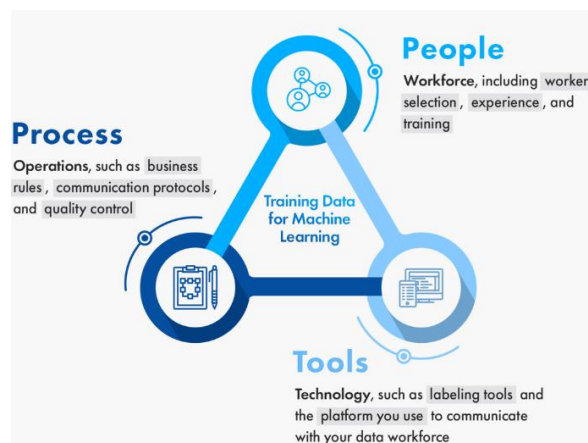 People
Workforce, including worker
selection, experience, and
training
Process
Operations, such as business
rules, communication protocols,
and quality control
Training Data
for Machine
Learning
Tools
Technology, such as labeling tools and
the platform you use to communicate
with your data workforce